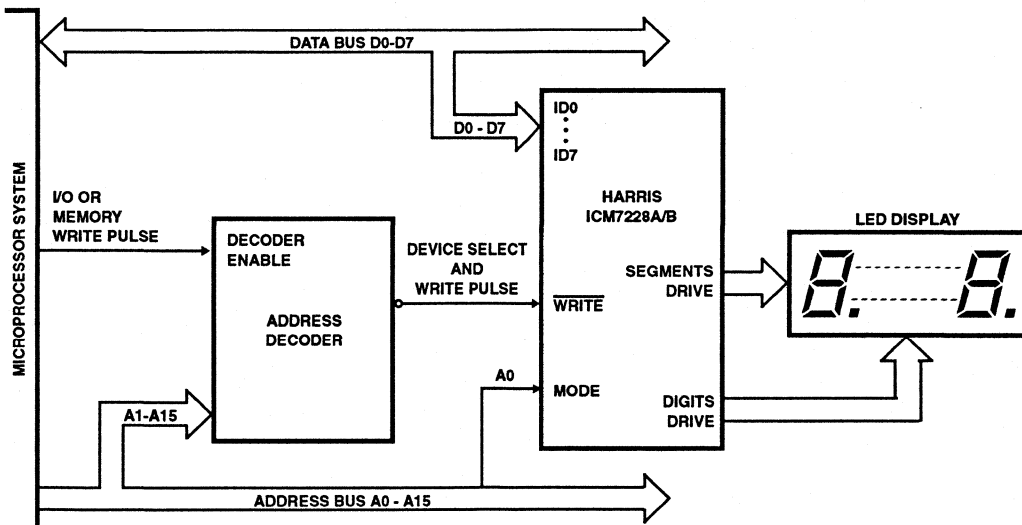 DATA BUS D0-D7
D0 - D7
ID0
ID7
HARRIS
ICM7228A/B
MICROPROCESSOR SYSTEM
I/O OR
MEMORY
WRITE PULSE
DECODER
ENABLE
ADDRESS
DECODER
DEVICE SELECT
AND
WRITE PULSE
WRITE
SEGMENTS
DRIVE
LED DISPLAY
8. 8.
A0
MODE
DIGITS
DRIVE
A1-A15
ADDRESS BUS A0 - A15